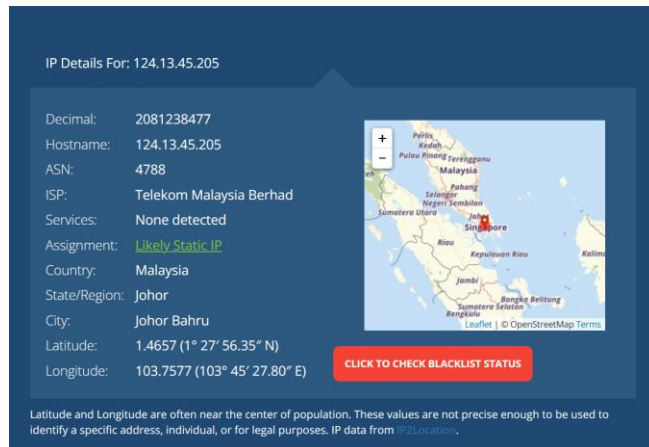 IP Details For: 124.13.45.205
Decimal: 2081238477
Hostname: 124.13.45.205
ASN: 4788
ISP: Telekom Malaysia Berhad
Services: None detected
Assignment: Likely Static IP
Country: Malaysia
State/Region: Johor
City: Johor Bahru
Latitude: 1.4657 (1° 27′ 56.35″ N)
Longitude: 103.7577 (103° 45′ 27.80″ E)
+
−
Perlis
Kedah
Pulau Pinang Terengganu
Malaysia
Pahang
Selangor
Negeri Sembilan
Sumatera Utara
Johor
Singapore
Riau
Kepulauan Riau
Jambi
Bangka Belitung
Sumatera Selatan
Bengkulu
Leaflet | © OpenStreetMap Terms
CLICK TO CHECK BLACKLIST STATUS
Latitude and Longitude are often near the center of population. These values are not precise enough to be used to
identify a specific address, individual, or for legal purposes. IP data from IP2Location.